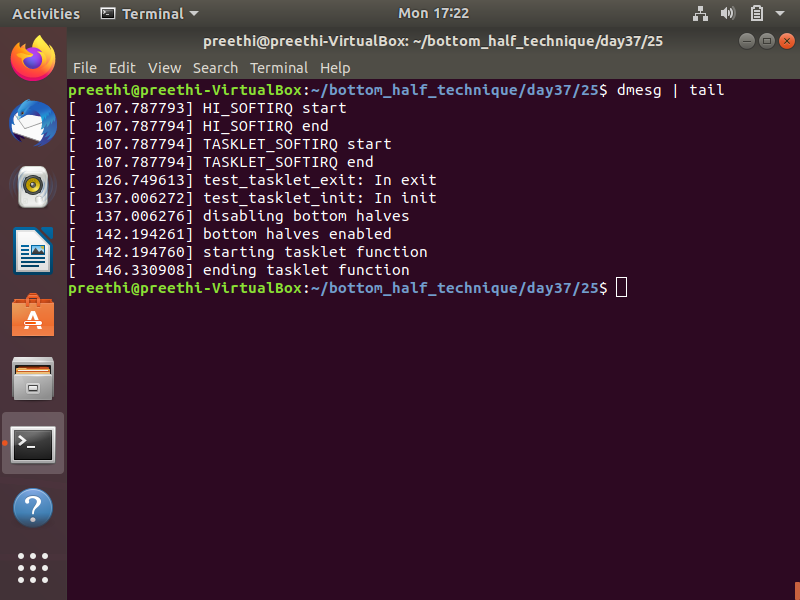 Activities Terminal Mon 17:22
preethi@preethi-VirtualBox: ~/bottom_half_technique/day37/25
File Edit View Search Terminal Help
preethi@preethi-VirtualBox:~/bottom_half_technique/day37/25$ dmesg | tail
[  107.787793] HI_SOFTIRQ start
[  107.787794] HI_SOFTIRQ end
[  107.787794] TASKLET_SOFTIRQ start
[  107.787794] TASKLET_SOFTIRQ end
[  126.749613] test_tasklet_exit: In exit
[  137.006272] test_tasklet_init: In init
[  137.006276] disabling bottom halves
[  142.194261] bottom halves enabled
[  142.194760] starting tasklet function
[  146.330908] ending tasklet function
preethi@preethi-VirtualBox:~/bottom_half_technique/day37/25$